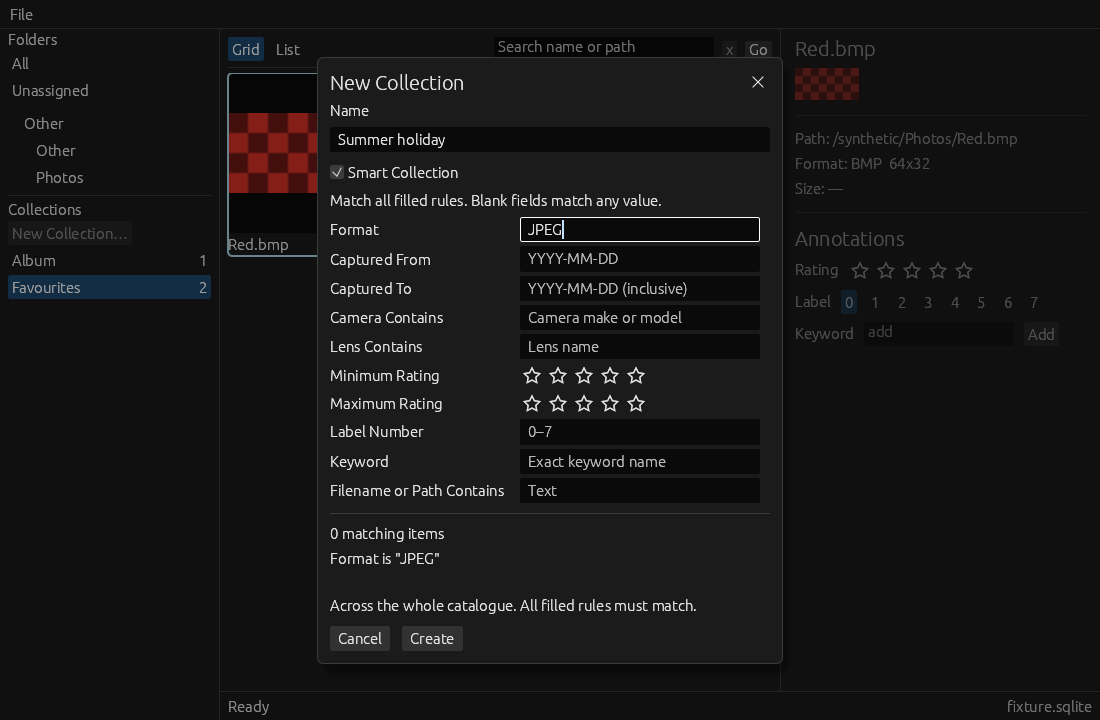 File
Folders
All
Unassigned
Other
Other
Photos
Collections
New Collection...
Album 1
Favourites 2
Grid List Search name or path x Go
Red.bmp
New Collection
Name
Summer holiday
Smart Collection
Match all filled rules. Blank fields match any value.
Format JPEG
Captured From YYYY-MM-DD
Captured To YYYY-MM-DD (inclusive)
Camera Contains Camera make or model
Lens Contains Lens name
Minimum Rating
Maximum Rating
Label Number 0–7
Keyword Exact keyword name
Filename or Path Contains Text
0 matching items
Format is "JPEG"
Across the whole catalogue. All filled rules must match.
Cancel Create
Red.bmp
Path: /synthetic/Photos/Red.bmp
Format: BMP 64x32
Size: —
Annotations
Rating
Label 0 1 2 3 4 5 6 7
Keyword add Add
Ready fixture.sqlite